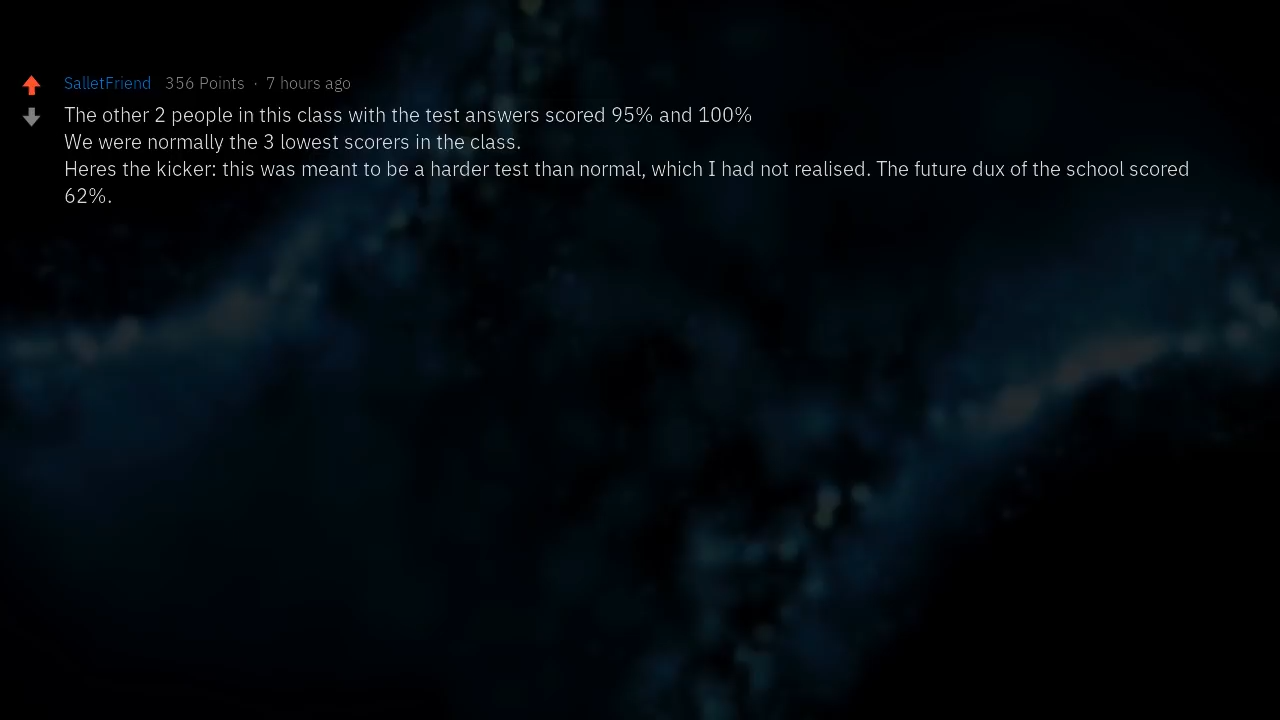 SalletFriend 356 Points · 7 hours ago
The other 2 people in this class with the test answers scored 95% and 100%
We were normally the 3 lowest scorers in the class.
Heres the kicker: this was meant to be a harder test than normal, which I had not realised. The future dux of the school scored
62%.